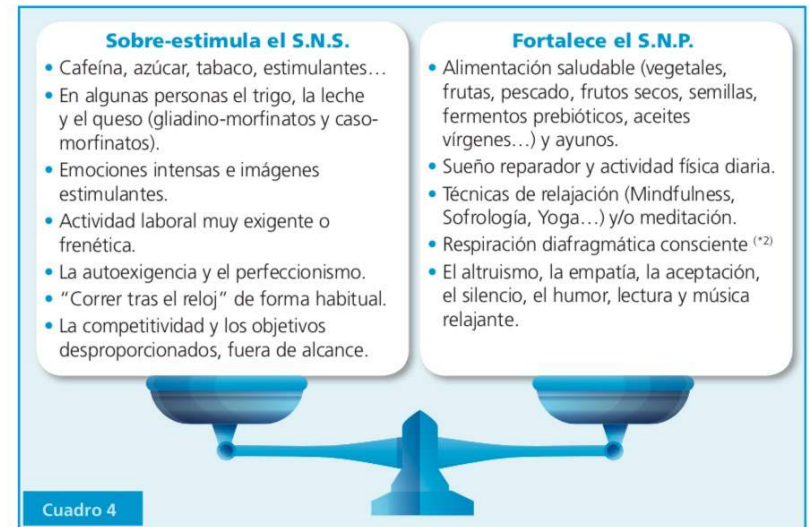 Sobre-estimula el S.N.S.
• Cafeína, azúcar, tabaco, estimulantes…
• En algunas personas el trigo, la leche
y el queso (gliadino-morfinatos y caso-
morfinatos).
• Emociones intensas e imágenes
estimulantes.
• Actividad laboral muy exigente o
frenética.
• La autoexigencia y el perfeccionismo.
• “Correr tras el reloj” de forma habitual.
• La competitividad y los objetivos
desproporcionados, fuera de alcance.
Fortalece el S.N.P.
• Alimentación saludable (vegetales,
frutas, pescado, frutos secos, semillas,
fermentos prebióticos, aceites
vírgenes…) y ayunos.
• Sueño reparador y actividad física diaria.
• Técnicas de relajación (Mindfulness,
Sofrología, Yoga…) y/o meditación.
• Respiración diafragmática consciente (*2)
• El altruismo, la empatía, la aceptación,
el silencio, el humor, lectura y música
relajante.
Cuadro 4